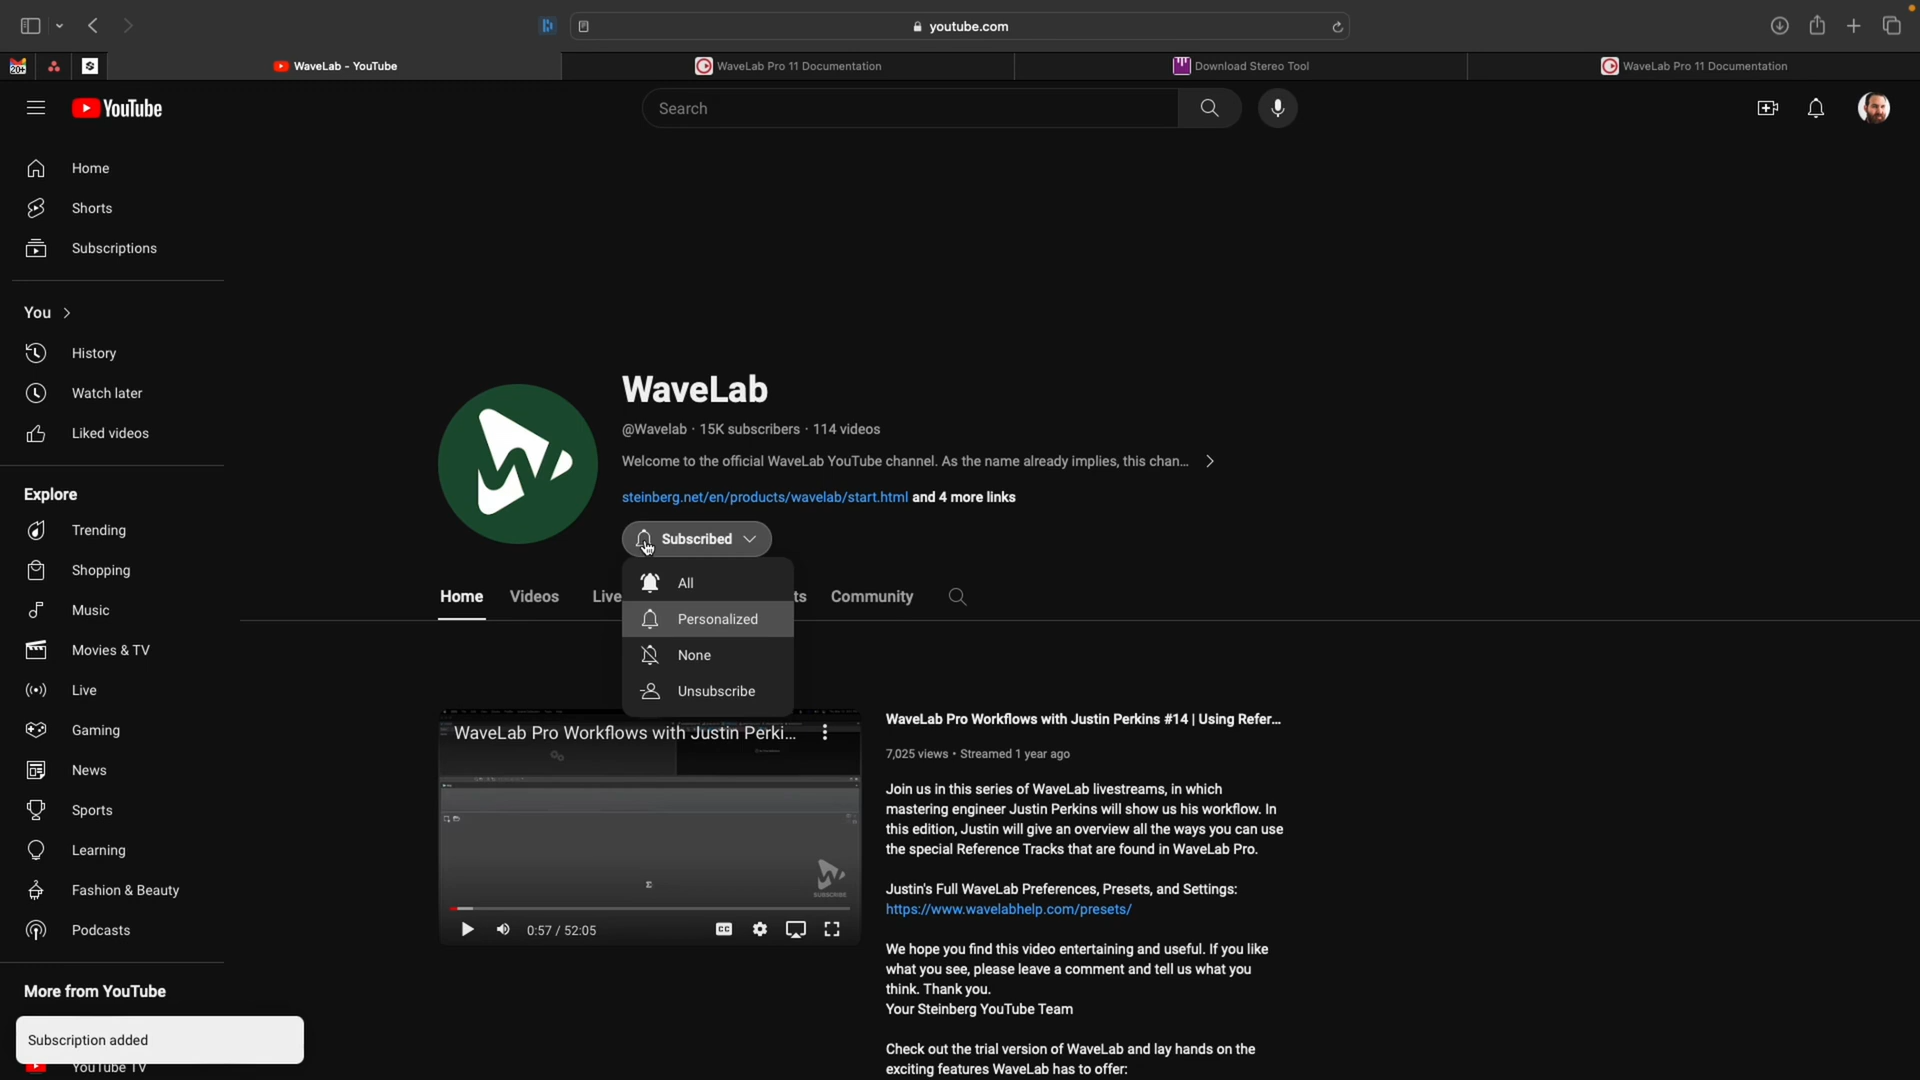 youtube.com
20+
WaveLab - YouTube
WaveLab Pro 11 Documentation
Download Stereo Tool
WaveLab Pro 11 Documentation
YouTube
Search
Home
Shorts
Subscriptions
You
History
Watch later
Liked videos
Explore
Trending
Shopping
Music
Movies & TV
Live
Gaming
News
Sports
Learning
Fashion & Beauty
Podcasts
More from YouTube
Subscription added
YouTube TV
WaveLab
@Wavelab · 15K subscribers · 114 videos
Welcome to the official WaveLab YouTube channel. As the name already implies, this chan...
steinberg.net/en/products/wavelab/start.html and 4 more links
Subscribed
All
Personalized
None
Unsubscribe
Home Videos Live ts Community
WaveLab Pro Workflows with Justin Perki...
SUBSCRIBE
0:57 / 52:05
CC
WaveLab Pro Workflows with Justin Perkins #14 | Using Refer...
7,025 views • Streamed 1 year ago
Join us in this series of WaveLab livestreams, in which
mastering engineer Justin Perkins will show us his workflow. In
this edition, Justin will give an overview all the ways you can use
the special Reference Tracks that are found in WaveLab Pro.
Justin's Full WaveLab Preferences, Presets, and Settings:
https://www.wavelabhelp.com/presets/
We hope you find this video entertaining and useful. If you like
what you see, please leave a comment and tell us what you
think. Thank you.
Your Steinberg YouTube Team
Check out the trial version of WaveLab and lay hands on the
exciting features WaveLab has to offer: